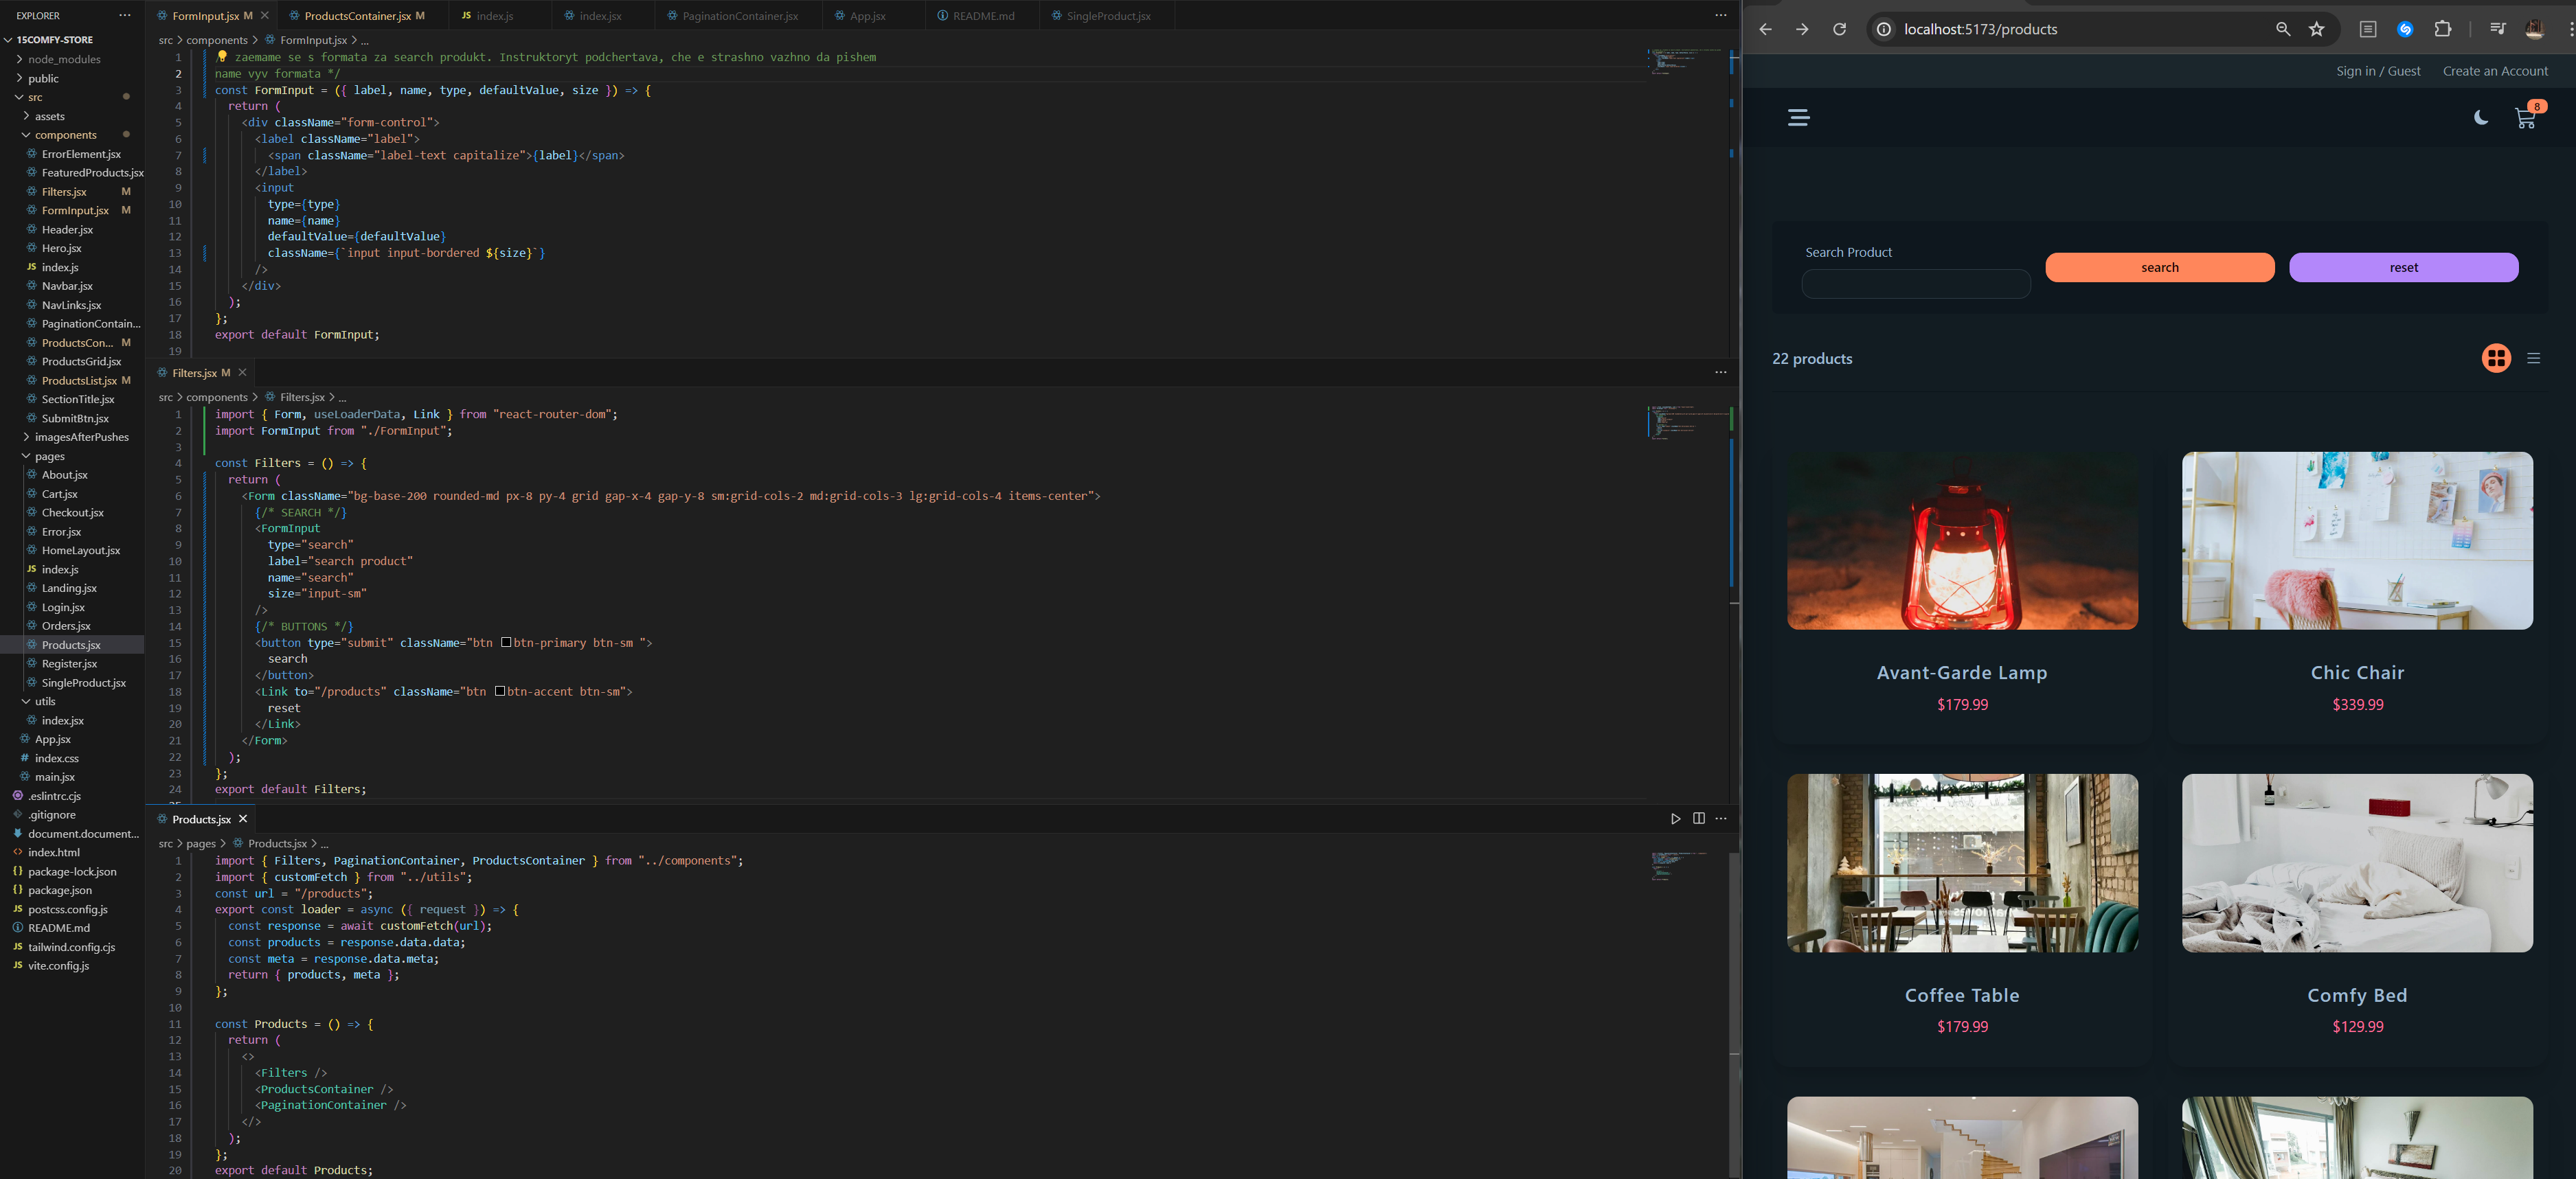 EXPLORER
15COMFY-STORE
node_modules
public
src
assets
components
ErrorElement.jsx
FeaturedProducts.jsx
Filters.jsx M
FormInput.jsx M
Header.jsx
Hero.jsx
JS index.js
Navbar.jsx
NavLinks.jsx
PaginationContain...
ProductsCon... M
ProductsGrid.jsx
ProductsList.jsx M
SectionTitle.jsx
SubmitBtn.jsx
imagesAfterPushes
pages
About.jsx
Cart.jsx
Checkout.jsx
Error.jsx
HomeLayout.jsx
JS index.js
Landing.jsx
Login.jsx
Orders.jsx
Products.jsx
Register.jsx
SingleProduct.jsx
utils
index.jsx
App.jsx
# index.css
main.jsx
.eslintrc.cjs
.gitignore
document.document...
index.html
{} package-lock.json
{} package.json
JS postcss.config.js
README.md
JS tailwind.config.cjs
JS vite.config.js
FormInput.jsx M
ProductsContainer.jsx M
JS index.js
index.jsx
PaginationContainer.jsx
App.jsx
README.md
SingleProduct.jsx
src > components > FormInput.jsx > ...
1 zaemame se s formata za search produkt. Instruktoryt podchertava, che e strashno vazhno da pishem
2 name vyv formata */
3 const FormInput = ({ label, name, type, defaultValue, size }) => {
4 return (
5 <div className="form-control">
6 <label className="label">
7 <span className="label-text capitalize">{label}</span>
8 </label>
9 <input
10 type={type}
11 name={name}
12 defaultValue={defaultValue}
13 className={`input input-bordered ${size}`}
14 />
15 </div>
16 );
17 };
18 export default FormInput;
19
Filters.jsx M
src > components > Filters.jsx > ...
1 import { Form, useLoaderData, Link } from "react-router-dom";
2 import FormInput from "./FormInput";
3
4 const Filters = () => {
5 return (
6 <Form className="bg-base-200 rounded-md px-8 py-4 grid gap-x-4 gap-y-8 sm:grid-cols-2 md:grid-cols-3 lg:grid-cols-4 items-center">
7 {/* SEARCH */}
8 <FormInput
9 type="search"
10 label="search product"
11 name="search"
12 size="input-sm"
13 />
14 {/* BUTTONS */}
15 <button type="submit" className="btn btn-primary btn-sm ">
16 search
17 </button>
18 <Link to="/products" className="btn btn-accent btn-sm">
19 reset
20 </Link>
21 </Form>
22 );
23 };
24 export default Filters;
25
Products.jsx
src > pages > Products.jsx > ...
1 import { Filters, PaginationContainer, ProductsContainer } from "../components";
2 import { customFetch } from "../utils";
3 const url = "/products";
4 export const loader = async ({ request }) => {
5 const response = await customFetch(url);
6 const products = response.data.data;
7 const meta = response.data.meta;
8 return { products, meta };
9 };
10
11 const Products = () => {
12 return (
13 <>
14 <Filters />
15 <ProductsContainer />
16 <PaginationContainer />
17 </>
18 );
19 };
20 export default Products;
localhost:5173/products
Sign in / Guest
Create an Account
8
Search Product
search
reset
22 products
Avant-Garde Lamp
$179.99
Chic Chair
$339.99
Coffee Table
$179.99
Comfy Bed
$129.99